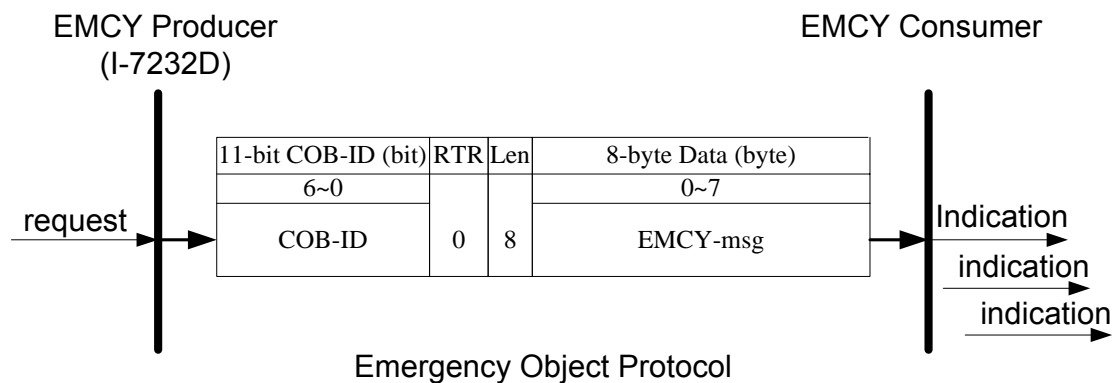 EMCY Producer
(I-7232D)
EMCY Consumer
11-bit COB-ID (bit) RTR Len 8-byte Data (byte)
6~0 0~7
request
COB-ID 0 8 EMCY-msg
Indication
indication
indication
Emergency Object Protocol